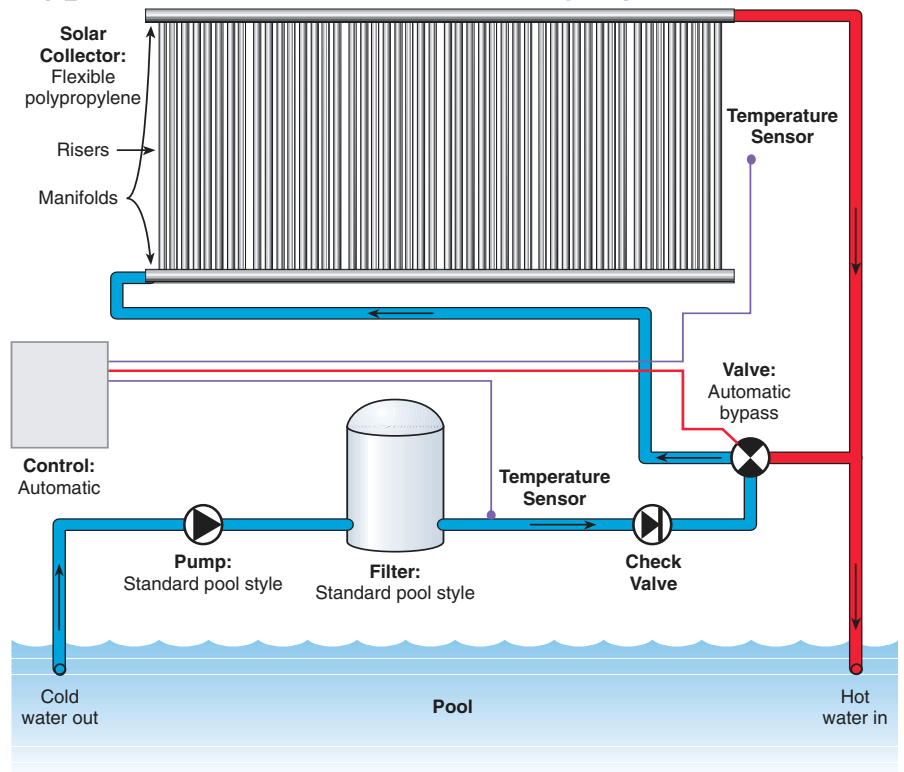 Solar
Collector:
Flexible
polypropylene
Risers
Manifolds
Temperature
Sensor
Valve:
Automatic
bypass
Control:
Automatic
Temperature
Sensor
Pump:
Standard pool style
Filter:
Standard pool style
Check
Valve
Cold
water out
Pool
Hot
water in